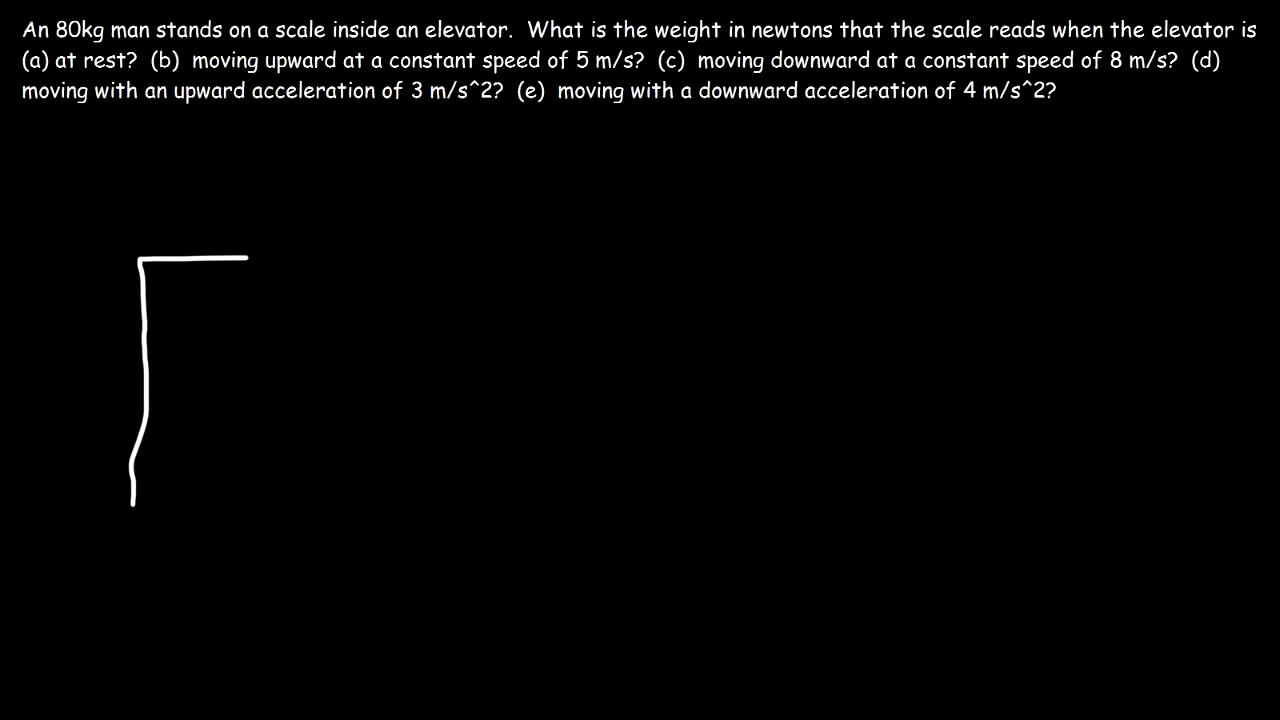 An 80kg man stands on a scale inside an elevator.  What is the weight in newtons that the scale reads when the elevator is
(a) at rest?  (b)  moving upward at a constant speed of 5 m/s?  (c)  moving downward at a constant speed of 8 m/s?  (d)
moving with an upward acceleration of 3 m/s^2?  (e)  moving with a downward acceleration of 4 m/s^2?